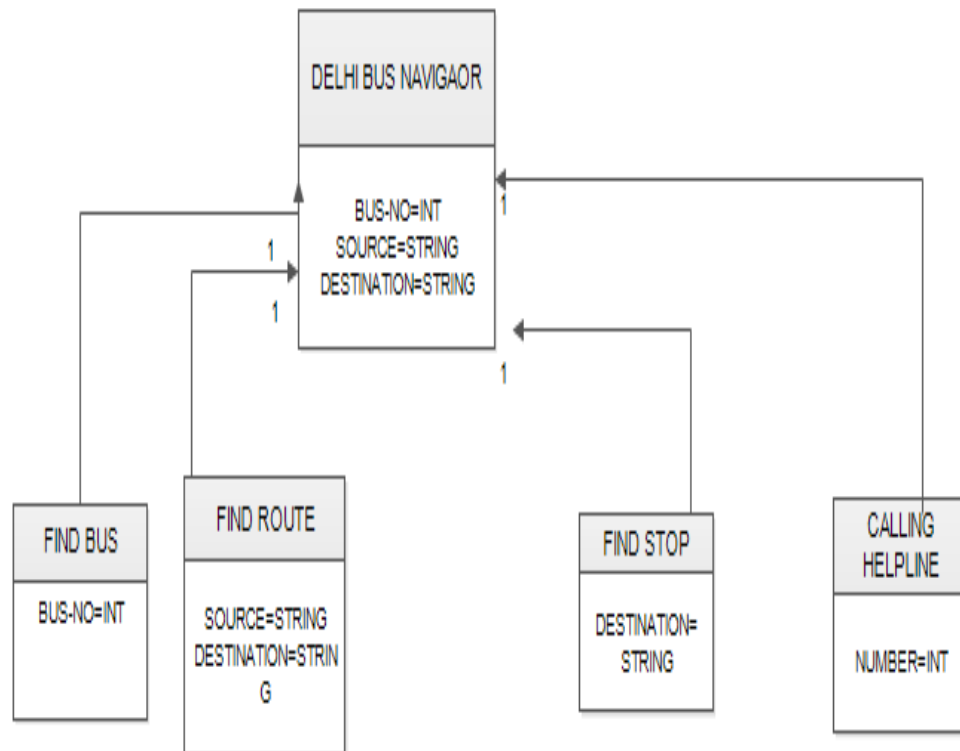 DELHI BUS NAVIGAOR
BUS-NO=INT
SOURCE=STRING
DESTINATION=STRING
1
1
1
1
FIND BUS
BUS-NO=INT
FIND ROUTE
SOURCE=STRING
DESTINATION=STRIN
G
FIND STOP
DESTINATION=
STRING
CALLING
HELPLINE
NUMBER=INT